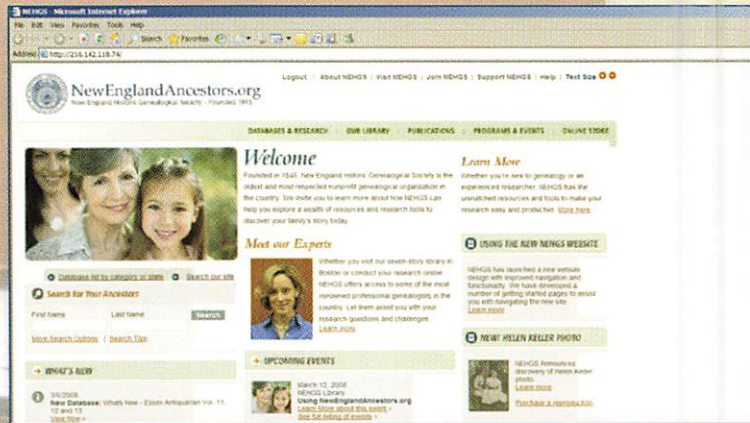 NEHGS - Microsoft Internet Explorer
File Edit View Favorites Tools Help
Search Favorites
Address http://216.142.118.74/
Logout | About NEHGS | Visit NEHGS | Join NEHGS | Support NEHGS | Help | Text Size
NewEnglandAncestors.org
New England Historic Genealogical Society - Founded 1845
DATABASES & RESEARCH | OUR LIBRARY | PUBLICATIONS | PROGRAMS & EVENTS | ONLINE STORE
Welcome
Founded in 1845, New England Historic Genealogical Society is the
oldest and most respected nonprofit genealogical organization in
the country. We invite you to learn more about how NEHGS can
help you explore a wealth of resources and research tools to
discover your family's story today.
Learn More
Whether you're new to genealogy or an
experienced researcher, NEHGS has the
unmatched resources and tools to make your
research easy and productive. More here
Database list by category or state Search our site
Search for Your Ancestors
First Name Last Name Search
More Search Options | Search Tips
WHAT'S NEW
3/5/2008
New Database: What's New - Essex Antiquarian Vol. 11,
12 and 13
View Now >
Meet our Experts
Whether you visit our seven story library in
Boston or conduct your research online
NEHGS offers access to some of the most
renowned professional genealogists in the
country. Let them assist you with your
research questions and challenges.
Learn more
UPCOMING EVENTS
March 12, 2008
NEHGS Library
Using NewEnglandAncestors.org
Learn More about this event >
See full listing of events >
USING THE NEW NEHGS WEBSITE
NEHGS has launched a new website
design with improved navigation and
functionality. We have developed a
number of getting started pages to assist
you with navigating the new site.
Learn more
NEW! HELEN KELLER PHOTO
NEHGS Announces
discovery of Helen Keller
photo.
Learn more
Purchase a reproduction